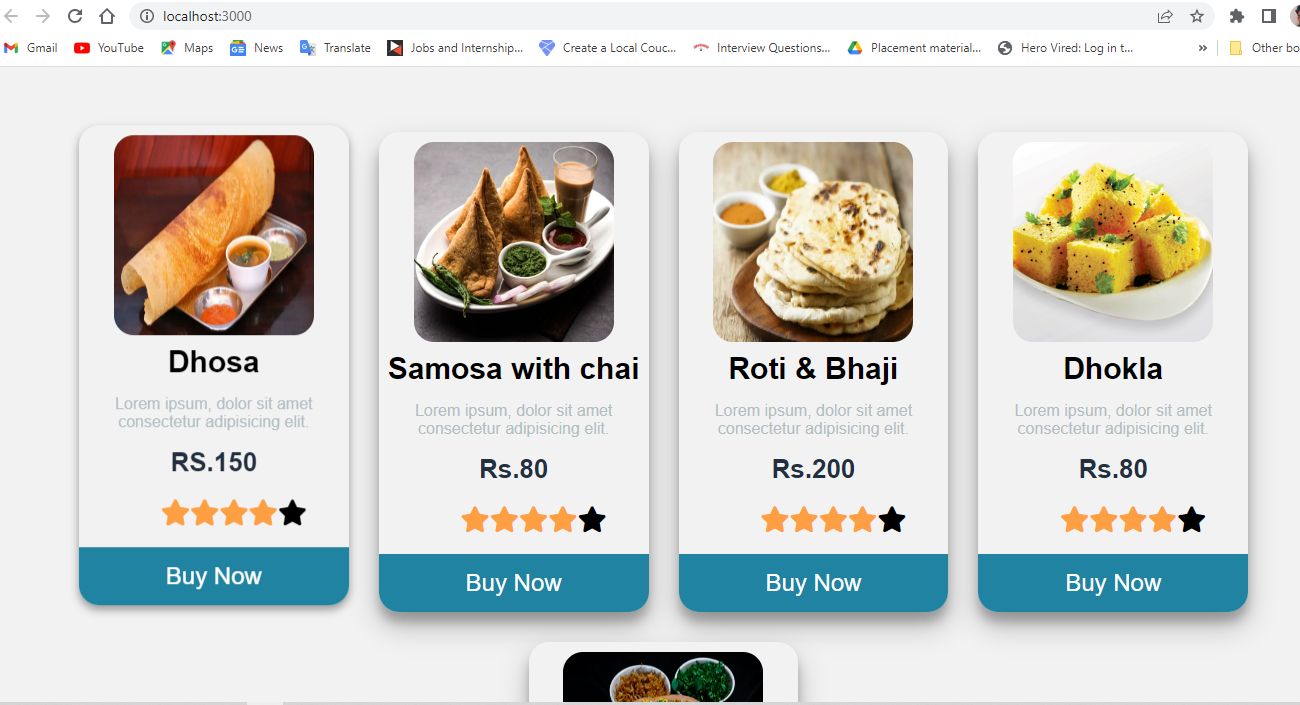 localhost:3000
Gmail YouTube Maps News Translate Jobs and Internship... Create a Local Couc... Interview Questions... Placement material... Hero Vired: Log in t... » Other bo
Dhosa
Lorem ipsum, dolor sit amet
consectetur adipisicing elit.
RS.150
Buy Now
Samosa with chai
Lorem ipsum, dolor sit amet
consectetur adipisicing elit.
Rs.80
Buy Now
Roti & Bhaji
Lorem ipsum, dolor sit amet
consectetur adipisicing elit.
Rs.200
Buy Now
Dhokla
Lorem ipsum, dolor sit amet
consectetur adipisicing elit.
Rs.80
Buy Now